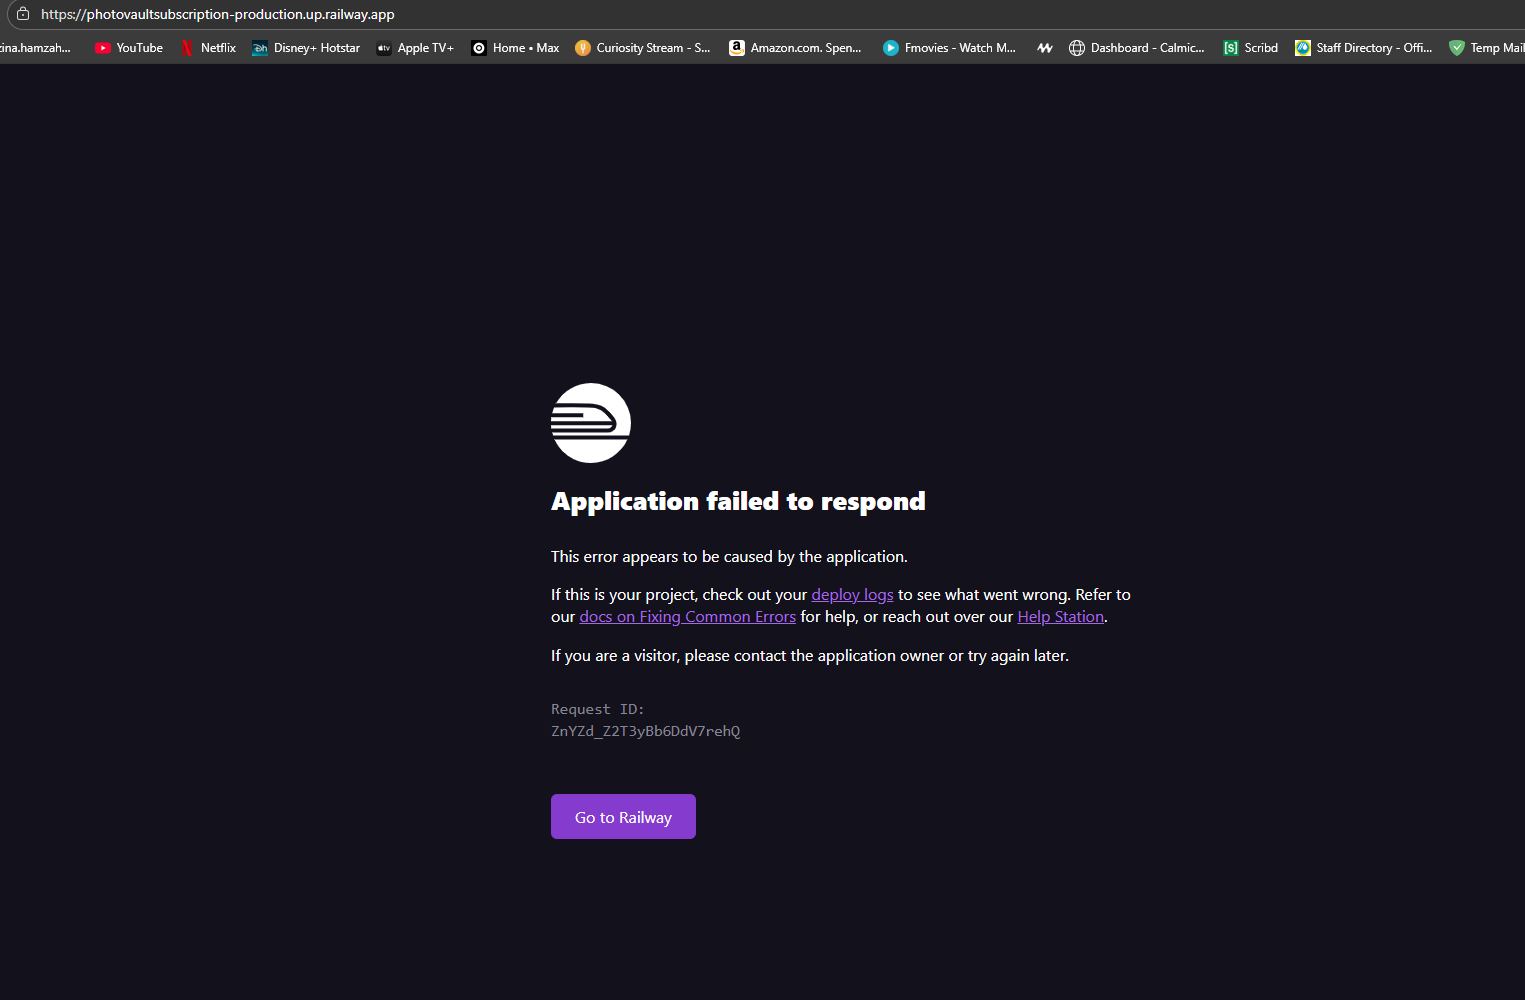 https://photovaultsubscription-production.up.railway.app
zina.hamzah... YouTube Netflix Disney+ Hotstar Apple TV+ Home • Max Curiosity Stream - S... Amazon.com. Spen... Fmovies - Watch M... Dashboard - Calmic... Scribd Staff Directory - Offi... Temp Mail
Application failed to respond
This error appears to be caused by the application.
If this is your project, check out your deploy logs to see what went wrong. Refer to
our docs on Fixing Common Errors for help, or reach out over our Help Station.
If you are a visitor, please contact the application owner or try again later.
Request ID:
ZnYZd_Z2T3yBb6DdV7rehQ
Go to Railway